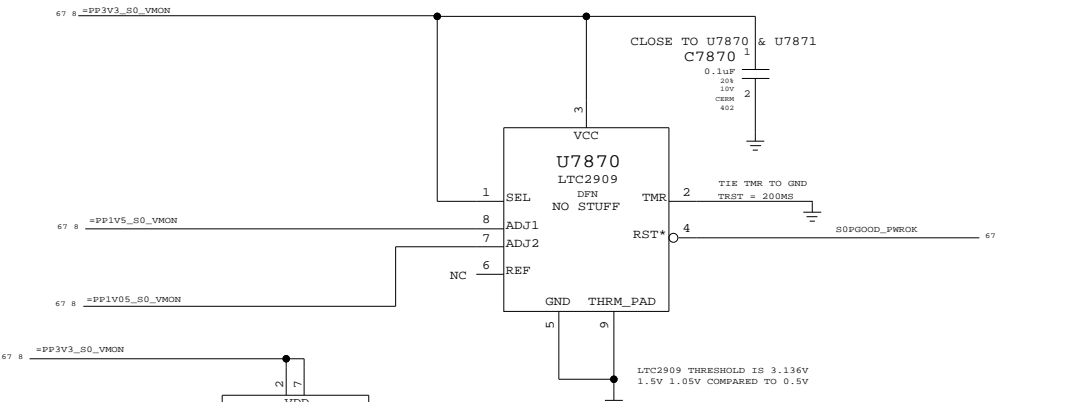 67 8 =PP3V3_S0_VMON
CLOSE TO U7870 & U7871
C7870 1
0.1uF
20%
10V
CERM
402
2
3
VCC
U7870
LTC2909
DFN
NO STUFF
1 SEL
TMR 2
TIE TMR TO GND
TRST = 200MS
67 8 =PP1V5_S0_VMON
8 ADJ1
7 ADJ2
RST* 4
S0PGOOD_PWROK 67
NC 6 REF
67 8 =PP1V05_S0_VMON
GND THRM_PAD
5 9
67 8 =PP3V3_S0_VMON
2 7
VDD
LTC2909 THRESHOLD IS 3.136V
1.5V 1.05V COMPARED TO 0.5V